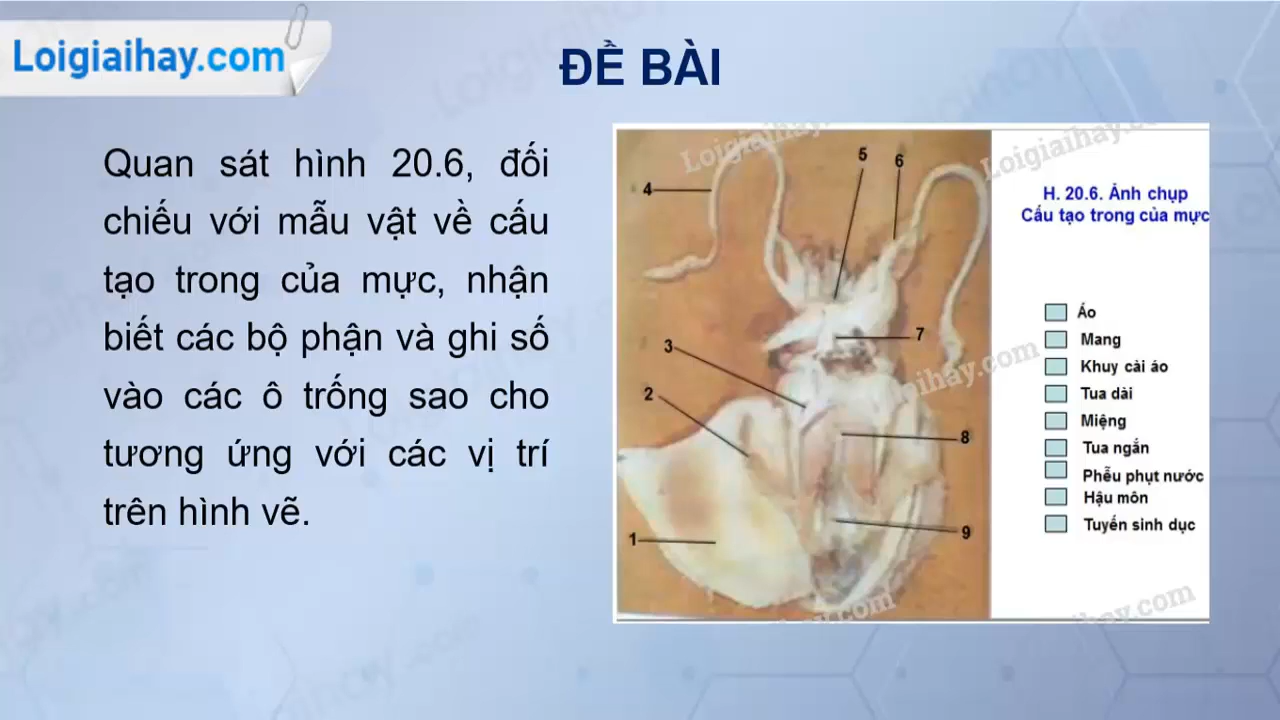 Loigiaihay.com
ĐỀ BÀI
Quan sát hình 20.6, đối
chiếu với mẫu vật về cấu
tạo trong của mực, nhận
biết các bộ phận và ghi số
vào các ô trống sao cho
tương ứng với các vị trí
trên hình vẽ.
5
6
4
7
3
2
8
9
1
H. 20.6. Ảnh chụp
Cấu tạo trong của mực
Áo
Mang
Khuy cài áo
Tua dài
Miệng
Tua ngắn
Phễu phụt nước
Hậu môn
Tuyến sinh dục